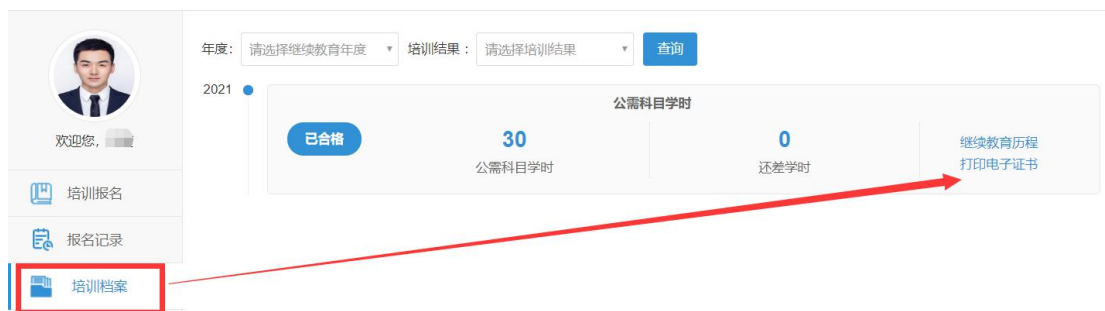 年度： 请选择继续教育年度 培训结果： 请选择培训结果 查询
2021
公需科目学时
已合格
30
公需科目学时
0
还差学时
继续教育历程
打印电子证书
欢迎您，
培训报名
报名记录
培训档案